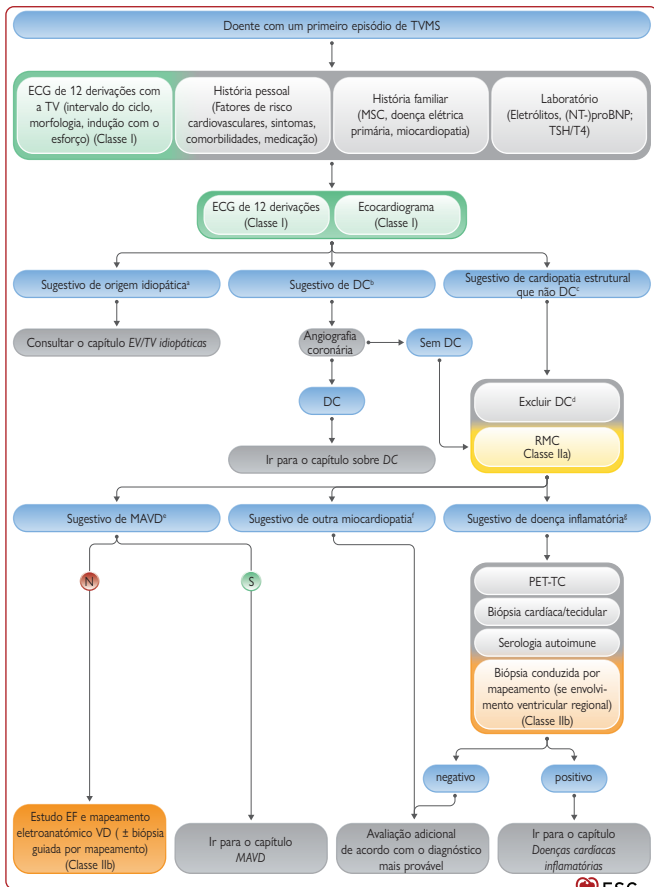 Doente com um primeiro episódio de TVMS
ECG de 12 derivações com
a TV (intervalo do ciclo,
morfologia, indução com o
esforço) (Classe I)
História pessoal
(Fatores de risco
cardiovasculares, sintomas,
comorbilidades, medicação)
História familiar
(MSC, doença elétrica
primária, miocardiopatia)
Laboratório
(Eletrólitos, (NT-)proBNP;
TSH/T4)
ECG de 12 derivações
(Classe I)
Ecocardiograma
(Classe I)
Sugestivo de origem idiopáticaᵃ
Sugestivo de DCᵇ
Sugestivo de cardiopatia estrutural
que não DCᶜ
Consultar o capítulo EV/TV idiopáticas
Angiografia
coronária
Sem DC
DC
Excluir DCᵈ
RMC
Classe IIa)
Ir para o capítulo sobre DC
Sugestivo de MAVDᵉ
Sugestivo de outra miocardiopatiaᶠ
Sugestivo de doença inflamatóriaᵍ
N
S
PET-TC
Biópsia cardíaca/tecidular
Serologia autoimune
Biópsia conduzida por
mapeamento (se envolvi-
mento ventricular regional)
(Classe IIb)
negativo
positivo
Estudo EF e mapeamento
eletroanatómico VD ( ± biópsia
guiada por mapeamento)
(Classe IIb)
Ir para o capítulo
MAVD
Avaliação adicional
de acordo com o diagnóstico
mais provável
Ir para o capítulo
Doenças cardíacas
inflamatórias
ESC